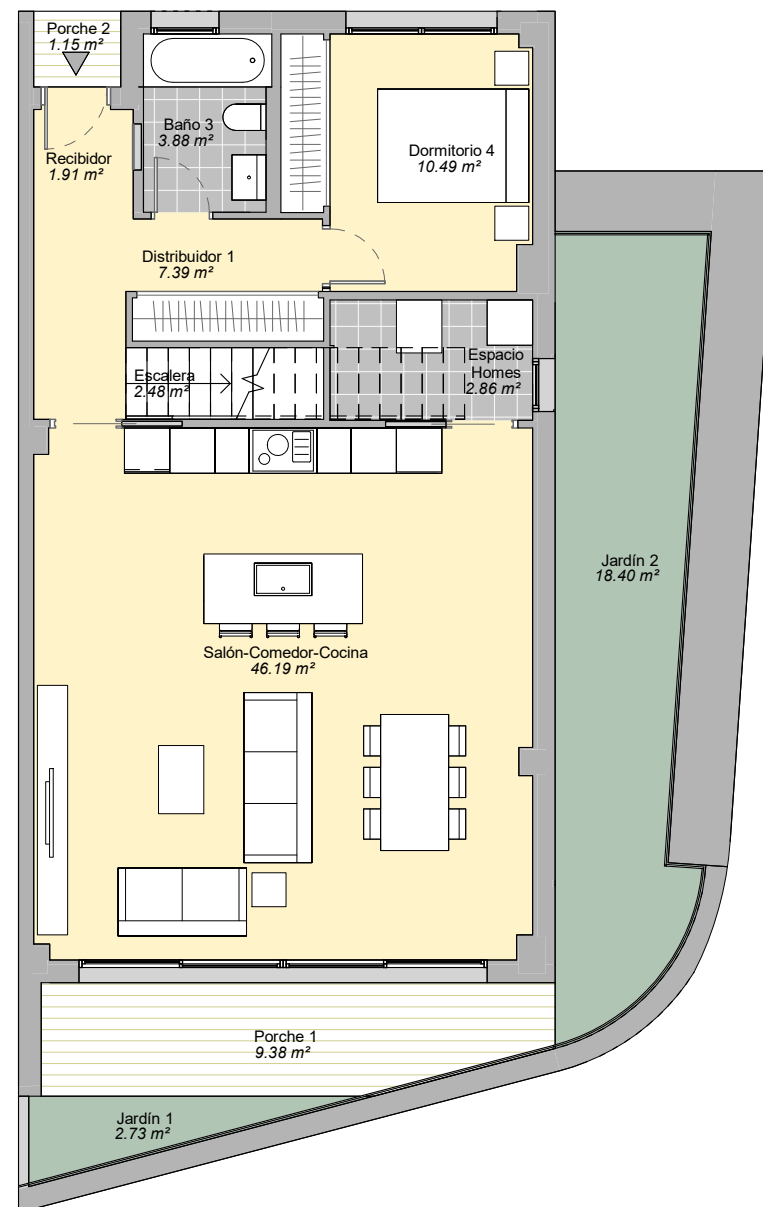 Porche 2
1.15 m²
Baño 3
3.88 m²
Dormitorio 4
10.49 m²
Recibidor
1.91 m²
Distribuidor 1
7.39 m²
Escalera
2.48 m²
Espacio
Homes
2.86 m²
Jardín 2
18.40 m²
Salón-Comedor-Cocina
46.19 m²
Porche 1
9.38 m²
Jardín 1
2.73 m²